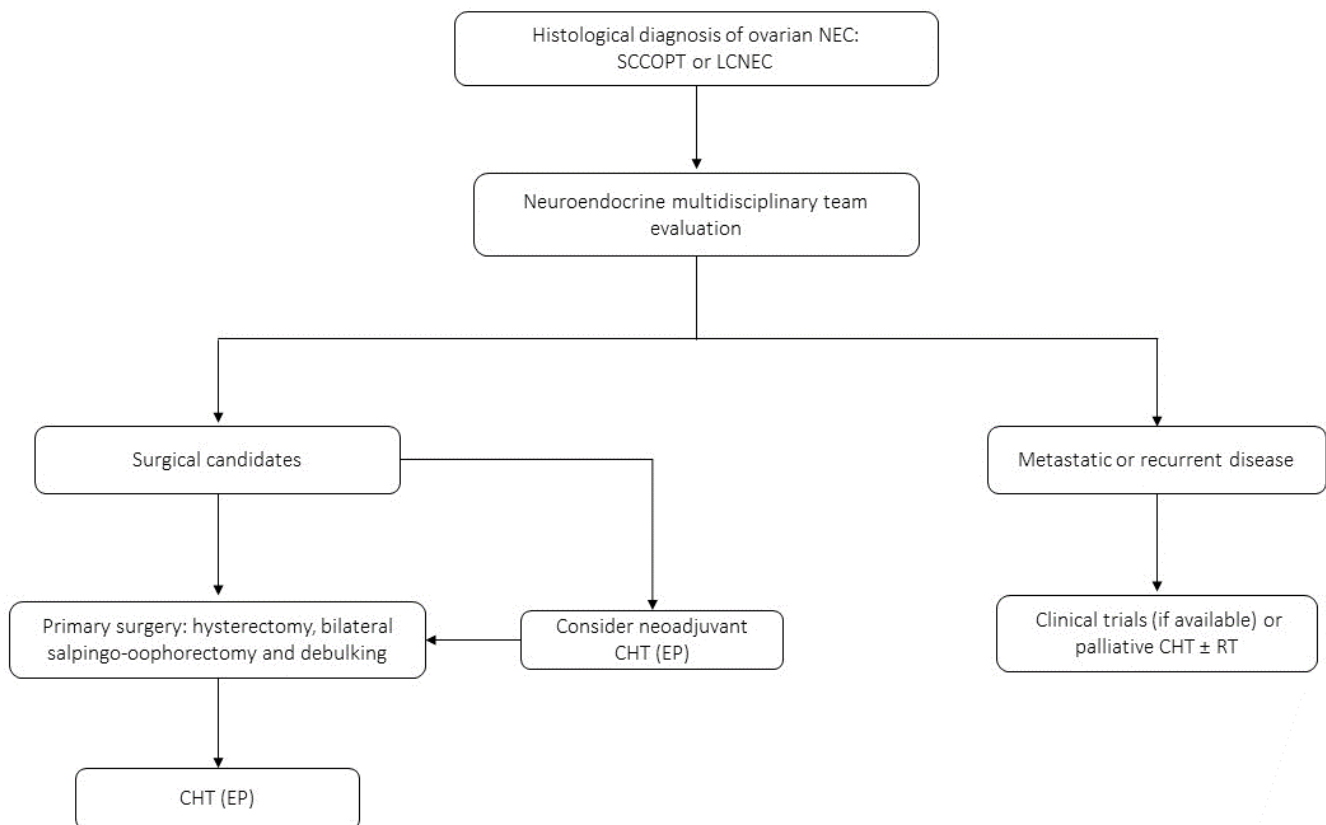 Histological diagnosis of ovarian NEC:
SCCOPT or LCNEC
Neuroendocrine multidisciplinary team
evaluation
Surgical candidates
Metastatic or recurrent disease
Primary surgery: hysterectomy, bilateral
salpingo-oophorectomy and debulking
Consider neoadjuvant
CHT (EP)
Clinical trials (if available) or
palliative CHT ± RT
CHT (EP)